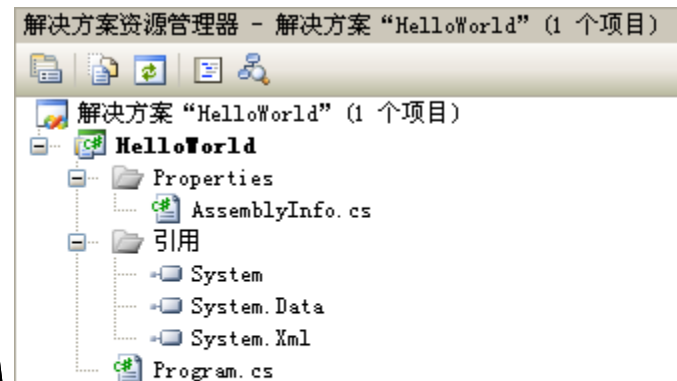 解决方案资源管理器 - 解决方案“HelloWorld”(1 个项目)
解决方案“HelloWorld”(1 个项目)
HelloWorld
Properties
AssemblyInfo.cs
引用
System
System.Data
System.Xml
Program.cs